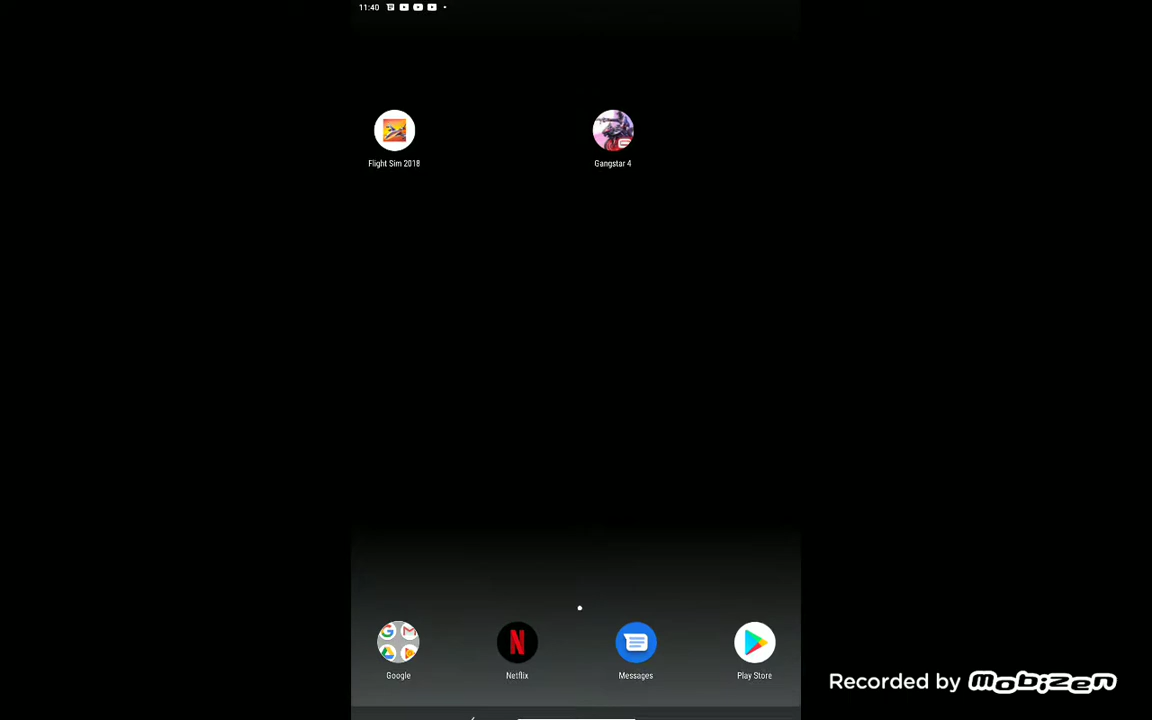 11:40
Flight Sim 2018
Gangstar 4
Google
Netflix
Messages
Play Store
Recorded by mobizen